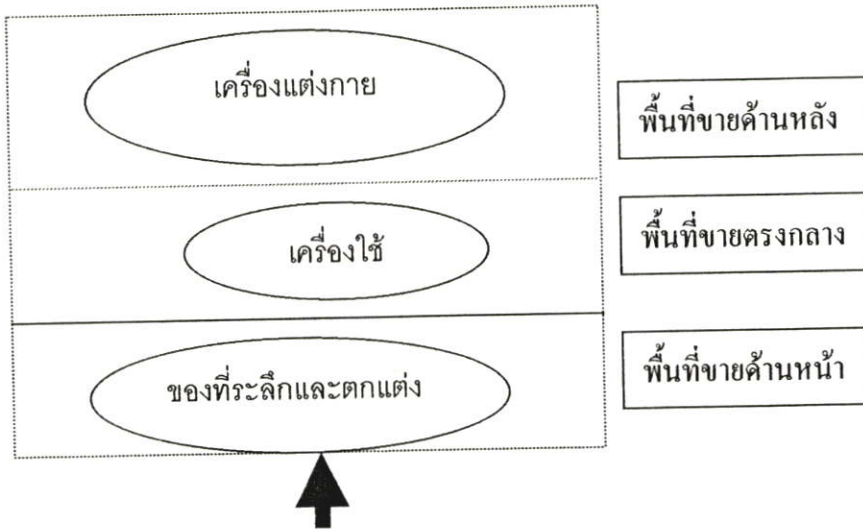 เครื่องแต่งกาย
พื้นที่ขายด้านหลัง
เครื่องใช้
พื้นที่ขายตรงกลาง
ของที่ระลึกและตกแต่ง
พื้นที่ขายด้านหน้า